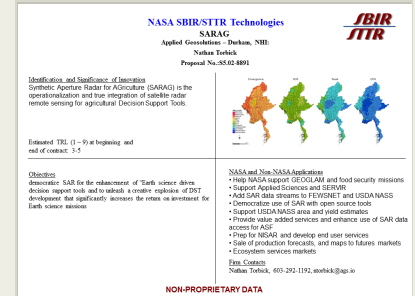 NASA SBIR/STTR Technologies
SBIR
STTR
SARAG
Applied Geosolutions – Durham, NHI:
Nathan Torbick
Proposal No.:S5.02-8891
Identification and Significance of Innovation
Synthetic Aperture Radar for AGriculture (SARAG) is the
operationalization and true integration of satellite radar
remote sensing for agricultural Decision Support Tools.
Estimated TRL (1 – 9) at beginning and
end of contract: 3-5
Objectives
democratize SAR for the enhancement of "Earth science driven
decision support tools and to unleash a creative explosion of DST
development that significantly increases the return on investment for
Earth science missions
NASA and Non-NASA Applications
• Help NASA support GEOGLAM and food security missions
• Support Applied Sciences and SERVIR
• Add SAR data streams to FEWSNET and USDA NASS
• Democratize use of SAR with open source tools
• Support USDA NASS area and yield estimates
• Provide value added services and enhance use of SAR data
access for ASF
• Prep for NISAR and develop end user services
• Sale of production forecasts, and maps to futures markets
• Ecosystem services markets
Firm Contacts
Nathan Torbick, 603-292-1192, ntorbick@ags.io
NON-PROPRIETARY DATA